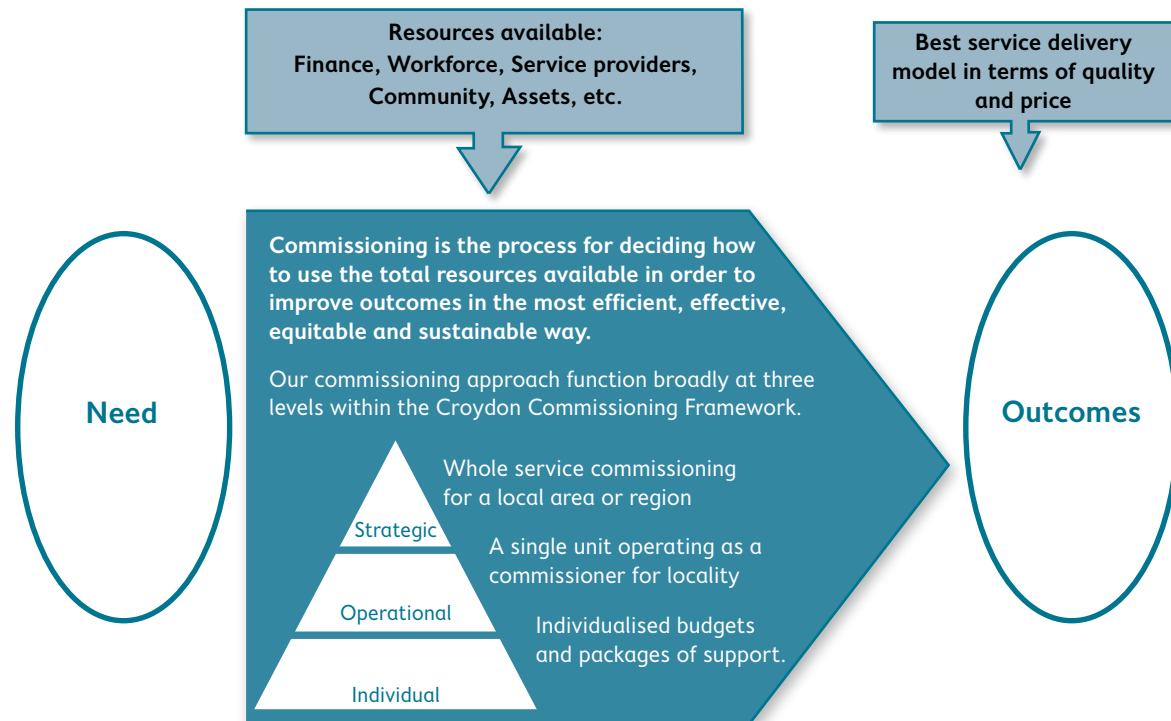 Resources available:
Finance, Workforce, Service providers,
Community, Assets, etc.
Best service delivery
model in terms of quality
and price
Need
Commissioning is the process for deciding how
to use the total resources available in order to
improve outcomes in the most efficient, effective,
equitable and sustainable way.
Our commissioning approach function broadly at three
levels within the Croydon Commissioning Framework.
Strategic
Whole service commissioning
for a local area or region
Operational
A single unit operating as a
commissioner for locality
Individual
Individualised budgets
and packages of support.
Outcomes